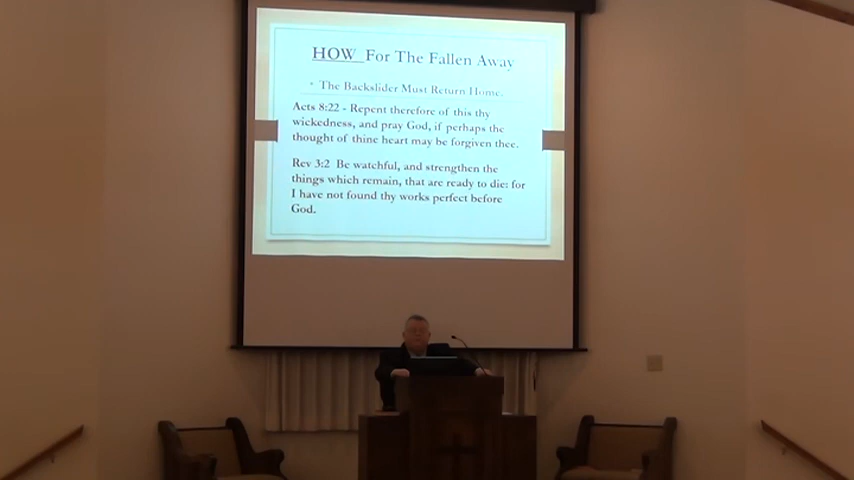 HOW For The Fallen Away
• The Backslider Must Return Home.
Acts 8:22 - Repent therefore of this thy
wickedness, and pray God, if perhaps the
thought of thine heart may be forgiven thee.
Rev 3:2 Be watchful, and strengthen the
things which remain, that are ready to die: for
I have not found thy works perfect before
God.